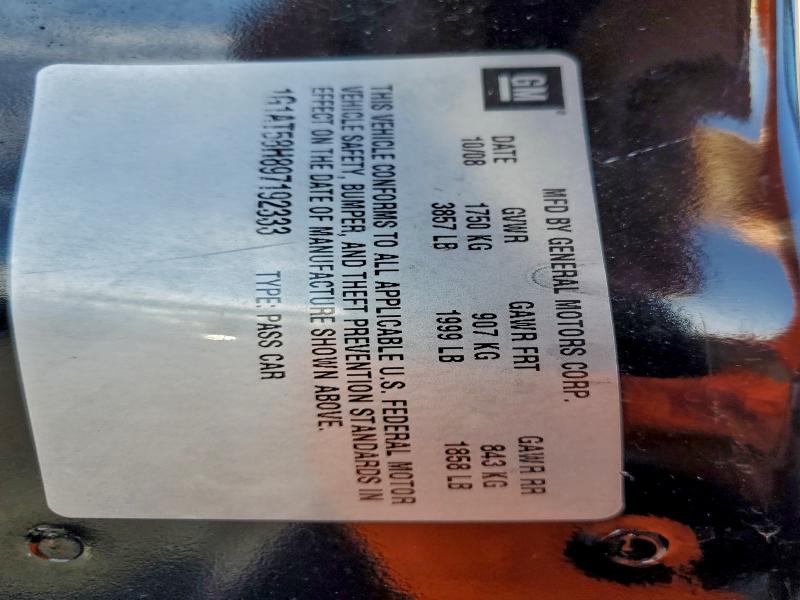 GM
MFD BY GENERAL MOTORS CORP.
DATE GVWR GAWR FRT GAWR RR
10/08 1750 KG 907 KG 843 KG
3857 LB 1999 LB 1858 LB
THIS VEHICLE CONFORMS TO ALL APPLICABLE U.S. FEDERAL MOTOR
VEHICLE SAFETY, BUMPER, AND THEFT PREVENTION STANDARDS IN
EFFECT ON THE DATE OF MANUFACTURE SHOWN ABOVE.
1G1AT58H897192333 TYPE: PASS CAR